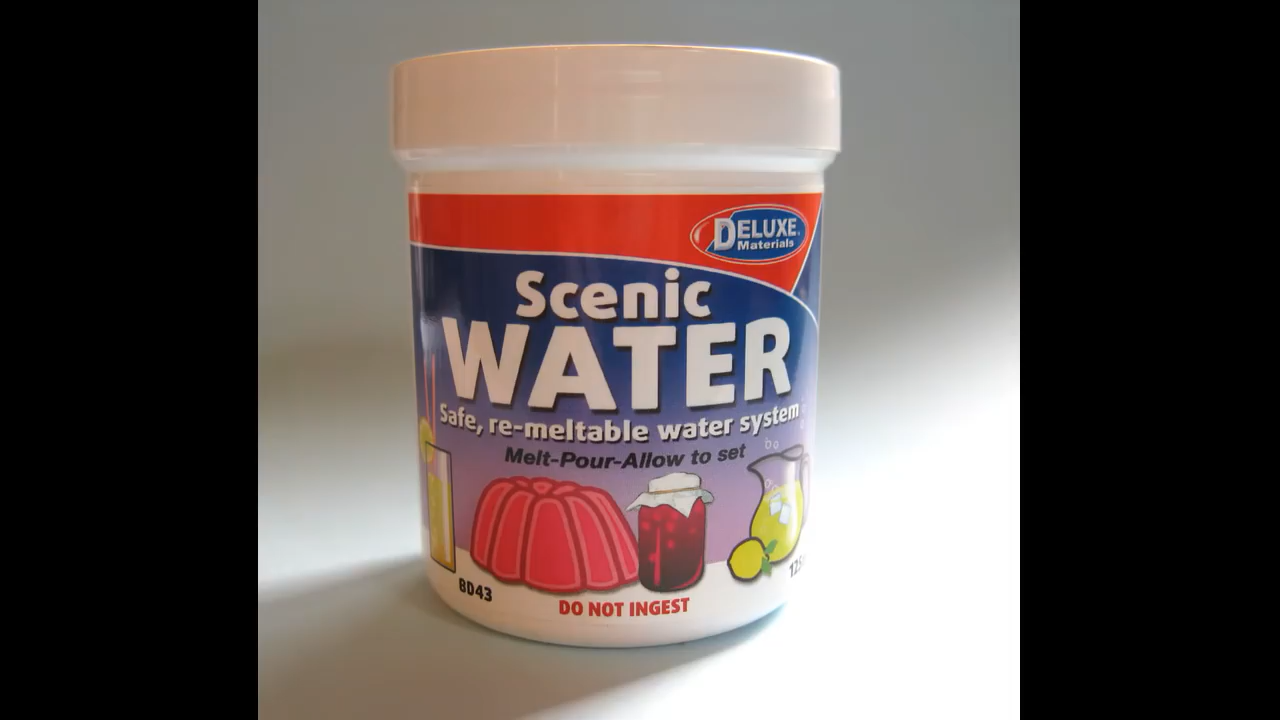 DELUXE
Materials
Scenic
WATER
Safe, re-meltable water system
Melt-Pour-Allow to set
BD43
DO NOT INGEST